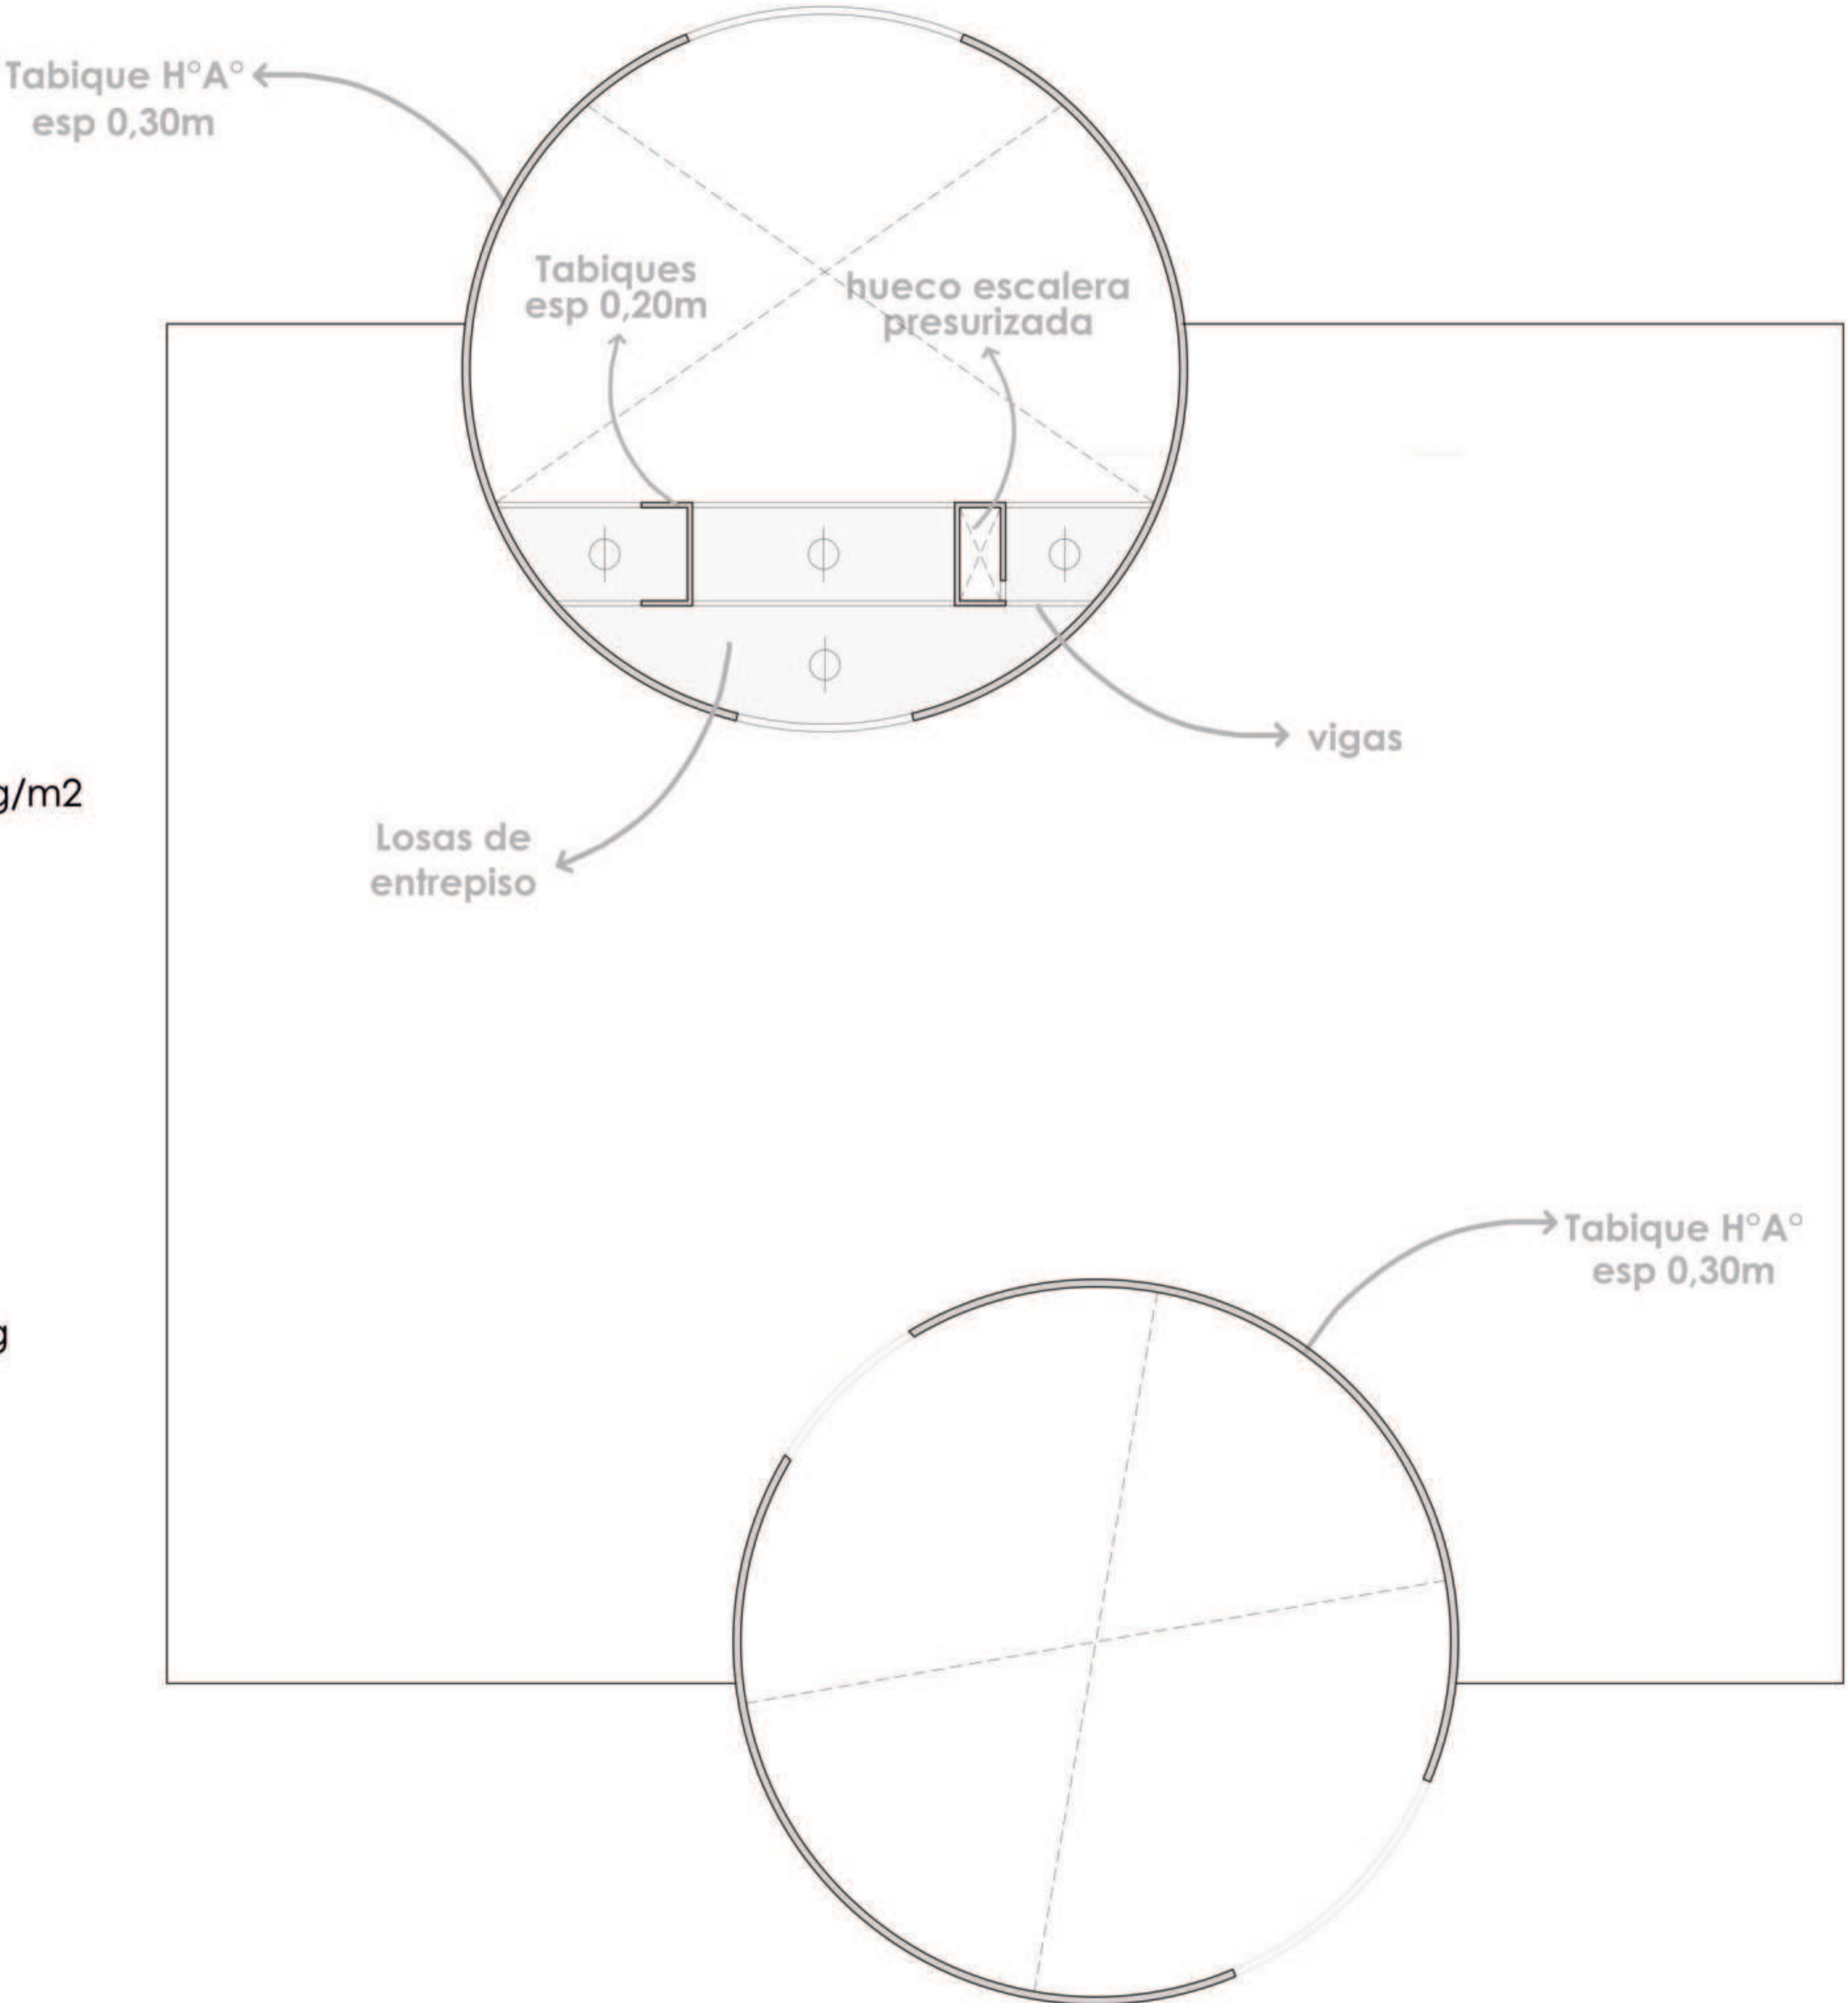 Tabique H°A°
esp 0,30m
Tabiques
esp 0,20m
hueco escalera
presurizada
vigas
g/m2
Losas de
entrepiso
Tabique H°A°
esp 0,30m
g